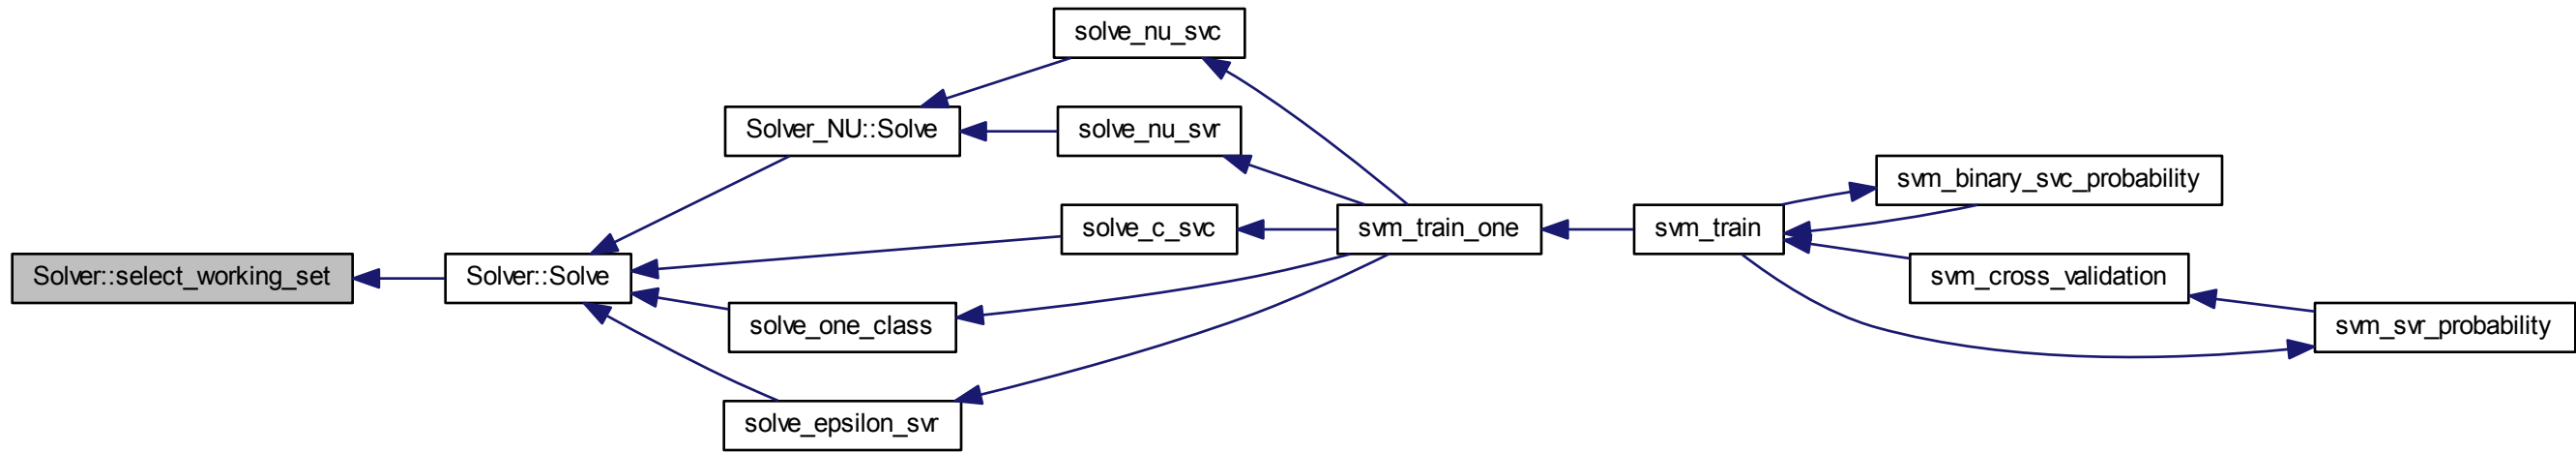 Solver::select_working_set
Solver::Solve
Solver_NU::Solve
solve_nu_svc
solve_nu_svr
solve_c_svc
solve_one_class
solve_epsilon_svr
svm_train_one
svm_train
svm_binary_svc_probability
svm_cross_validation
svm_svr_probability